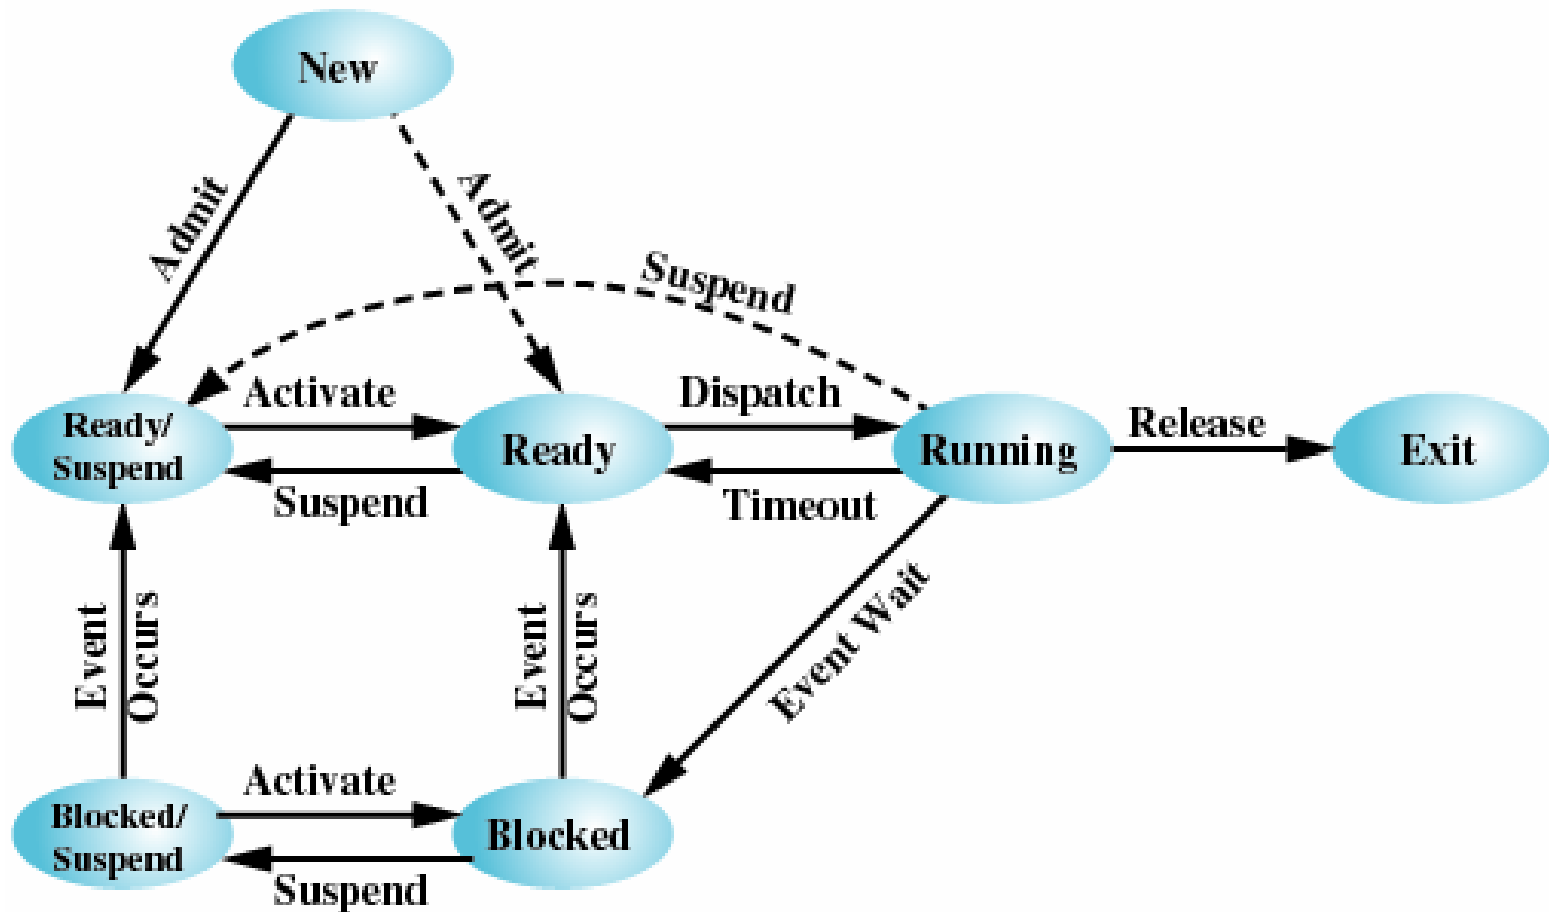 New
Admit
Admit
Suspend
Activate
Dispatch
Release
Ready/
Suspend
Ready
Running
Exit
Suspend
Timeout
Event
Occurs
Event
Occurs
Event Wait
Activate
Blocked/
Suspend
Blocked
Suspend